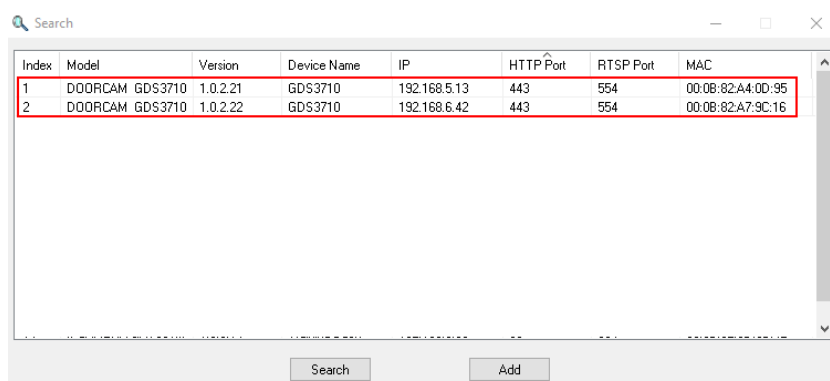 Search
Index Model Version Device Name IP HTTP Port RTSP Port MAC
1 DOORCAM GDS3710 1.0.2.21 GDS3710 192.168.5.13 443 554 00:0B:82:A4:0D:95
2 DOORCAM GDS3710 1.0.2.22 GDS3710 192.168.6.42 443 554 00:0B:82:A7:9C:16
Search Add